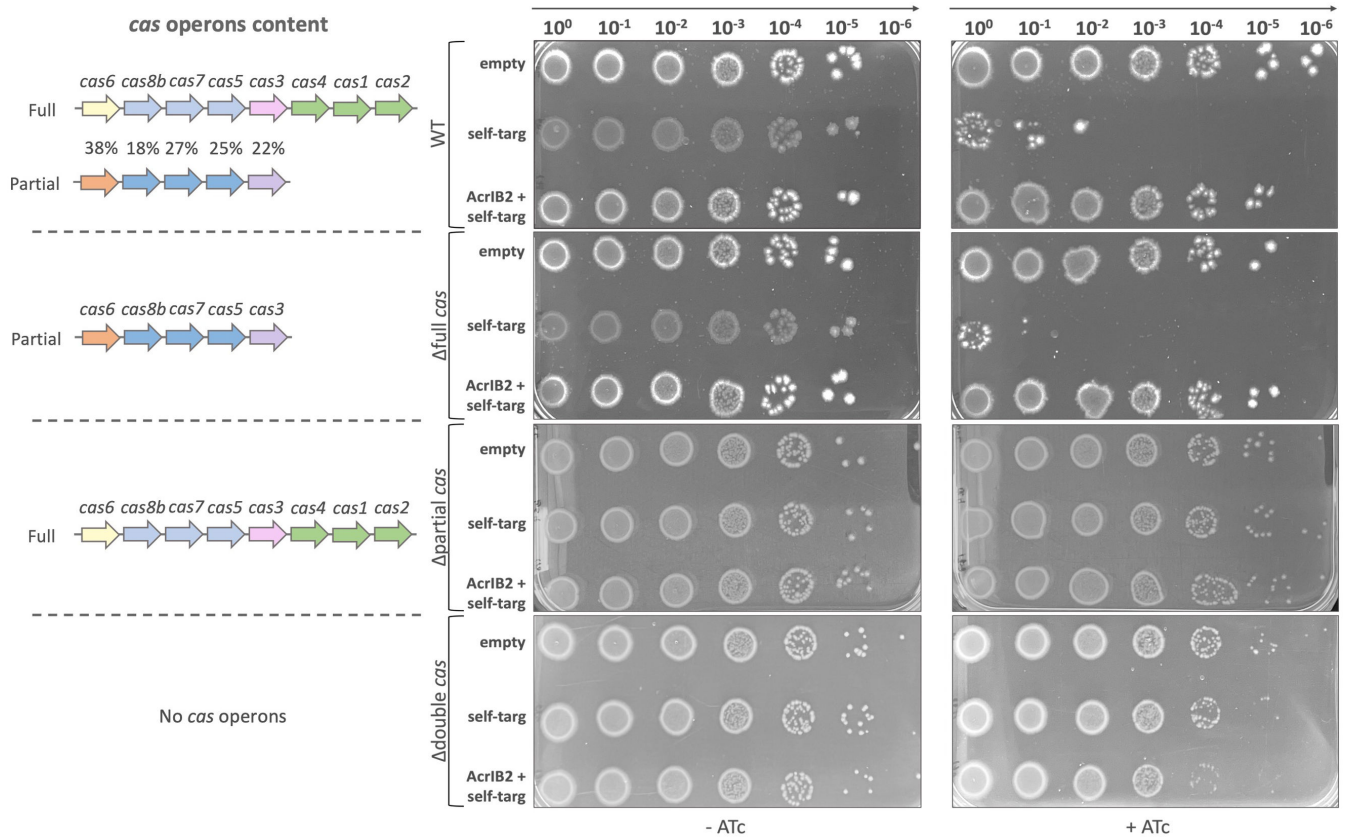 cas operons content
10⁰ 10⁻¹ 10⁻² 10⁻³ 10⁻⁴ 10⁻⁵ 10⁻⁶
10⁰ 10⁻¹ 10⁻² 10⁻³ 10⁻⁴ 10⁻⁵ 10⁻⁶
cas6 cas8b cas7 cas5 cas3 cas4 cas1 cas2
Full
38% 18% 27% 25% 22%
Partial
WT
empty
self-targ
AcrIB2 +
self-targ
cas6 cas8b cas7 cas5 cas3
Partial
Δfull cas
empty
self-targ
AcrIB2 +
self-targ
cas6 cas8b cas7 cas5 cas3 cas4 cas1 cas2
Full
Δpartial cas
empty
self-targ
AcrIB2 +
self-targ
No cas operons
Δdouble cas
empty
self-targ
AcrIB2 +
self-targ
- ATc
+ ATc